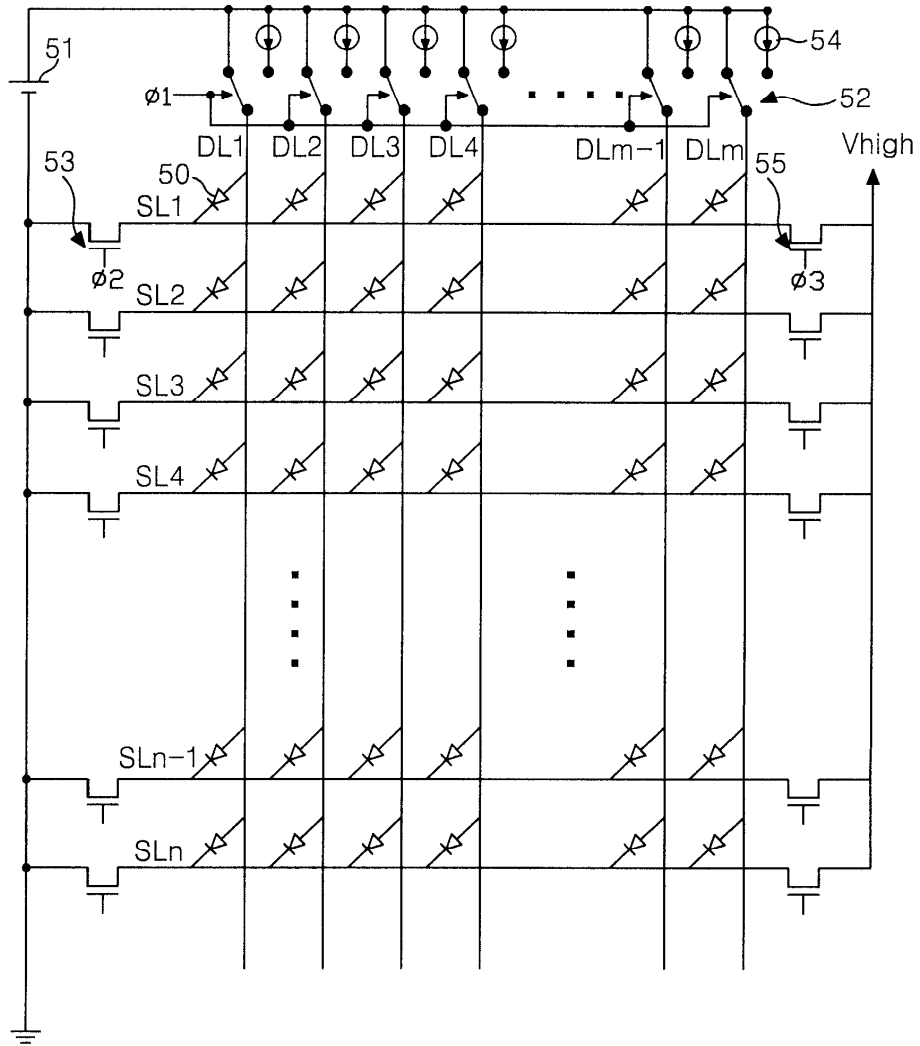 51
54
ø1
52
DL1 DL2 DL3 DL4 DLm-1 DLm
Vhigh
53
50
55
SL1
ø2
ø3
SL2
SL3
SL4
SLn-1
SLn